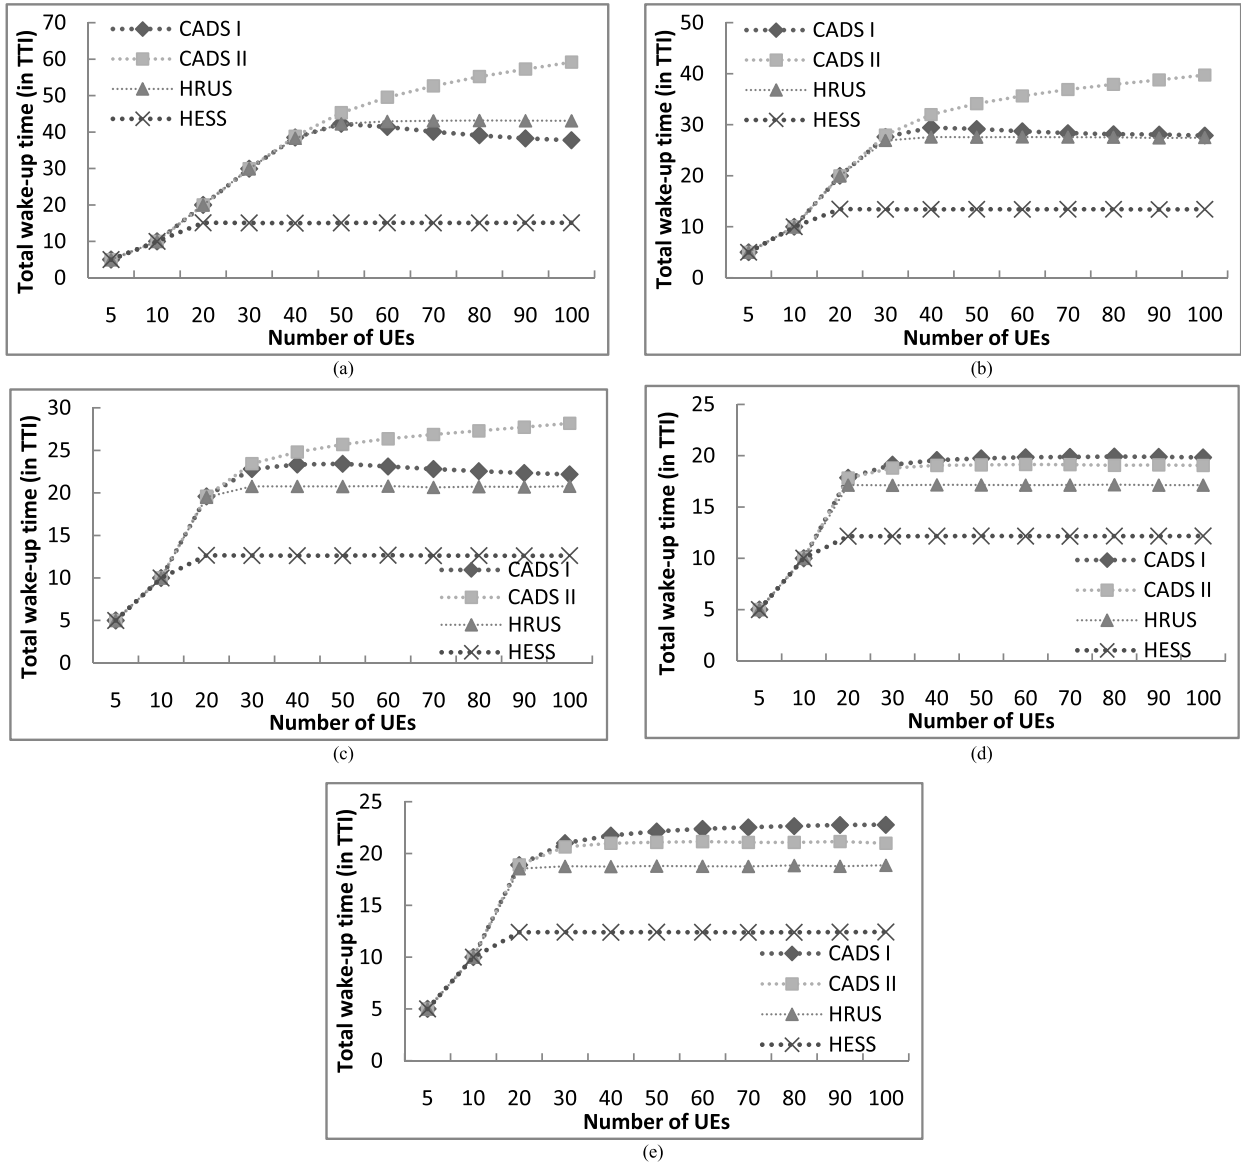 Total wake-up time (in TTI)
70
60
50
40
30
20
10
0
CADS I
CADS II
HRUS
HESS
5 10 20 30 40 50 60 70 80 90 100
Number of UEs
(a)
Total wake-up time (in TTI)
50
40
30
20
10
0
CADS I
CADS II
HRUS
HESS
5 10 20 30 40 50 60 70 80 90 100
Number of UEs
(b)
Total wake-up time (in TTI)
30
25
20
15
10
5
0
CADS I
CADS II
HRUS
HESS
5 10 20 30 40 50 60 70 80 90 100
Number of UEs
(c)
Total wake-up time (in TTI)
25
20
15
10
5
0
CADS I
CADS II
HRUS
HESS
5 10 20 30 40 50 60 70 80 90 100
Number of UEs
(d)
Total wake-up time (in TTI)
25
20
15
10
5
0
CADS I
CADS II
HRUS
HESS
5 10 20 30 40 50 60 70 80 90 100
Number of UEs
(e)